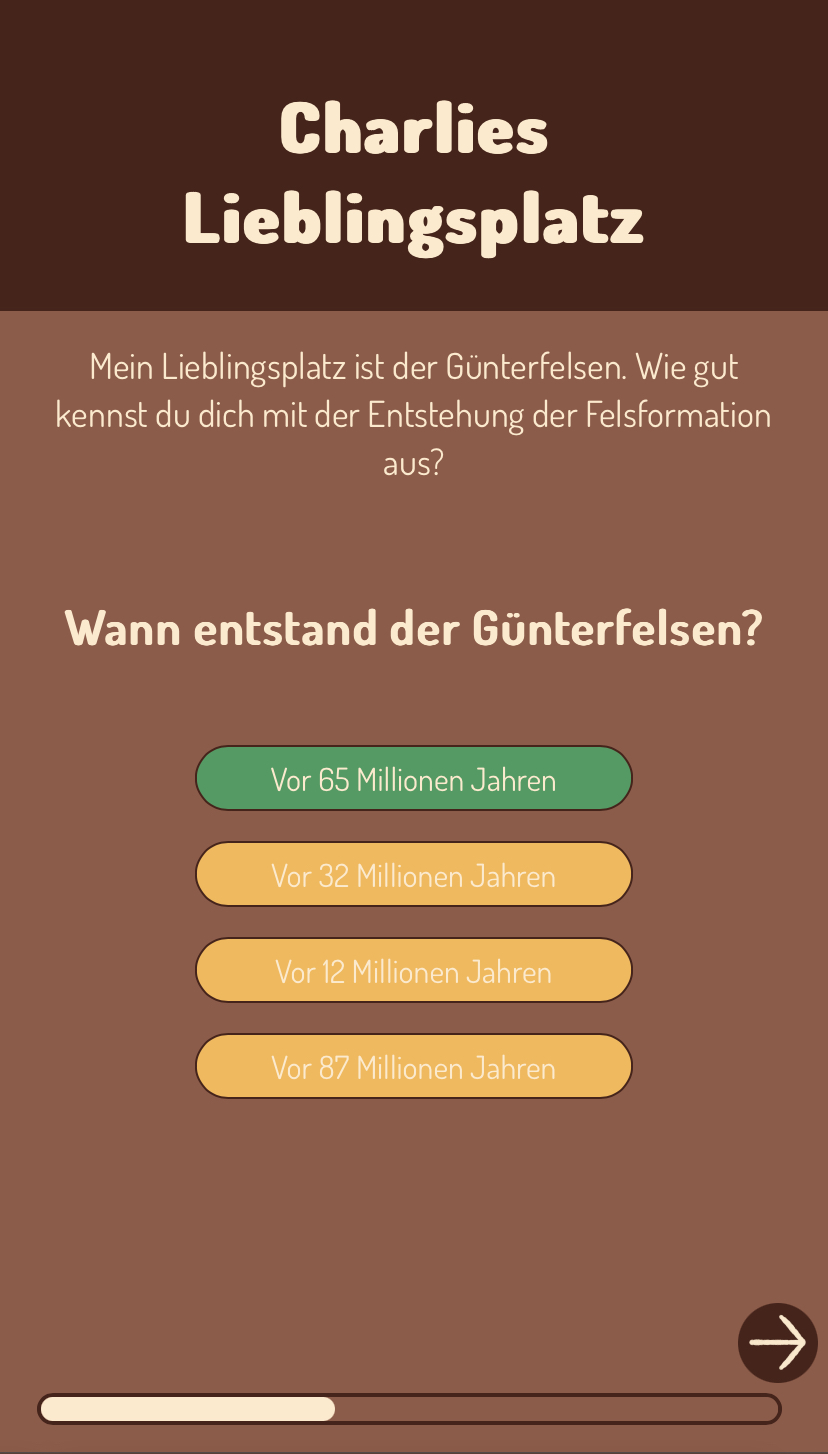 Charlies
Lieblingsplatz
Mein Lieblingsplatz ist der Günterfelsen. Wie gut
kennst du dich mit der Entstehung der Felsformation
aus?
Wann entstand der Günterfelsen?
Vor 65 Millionen Jahren
Vor 32 Millionen Jahren
Vor 12 Millionen Jahren
Vor 87 Millionen Jahren